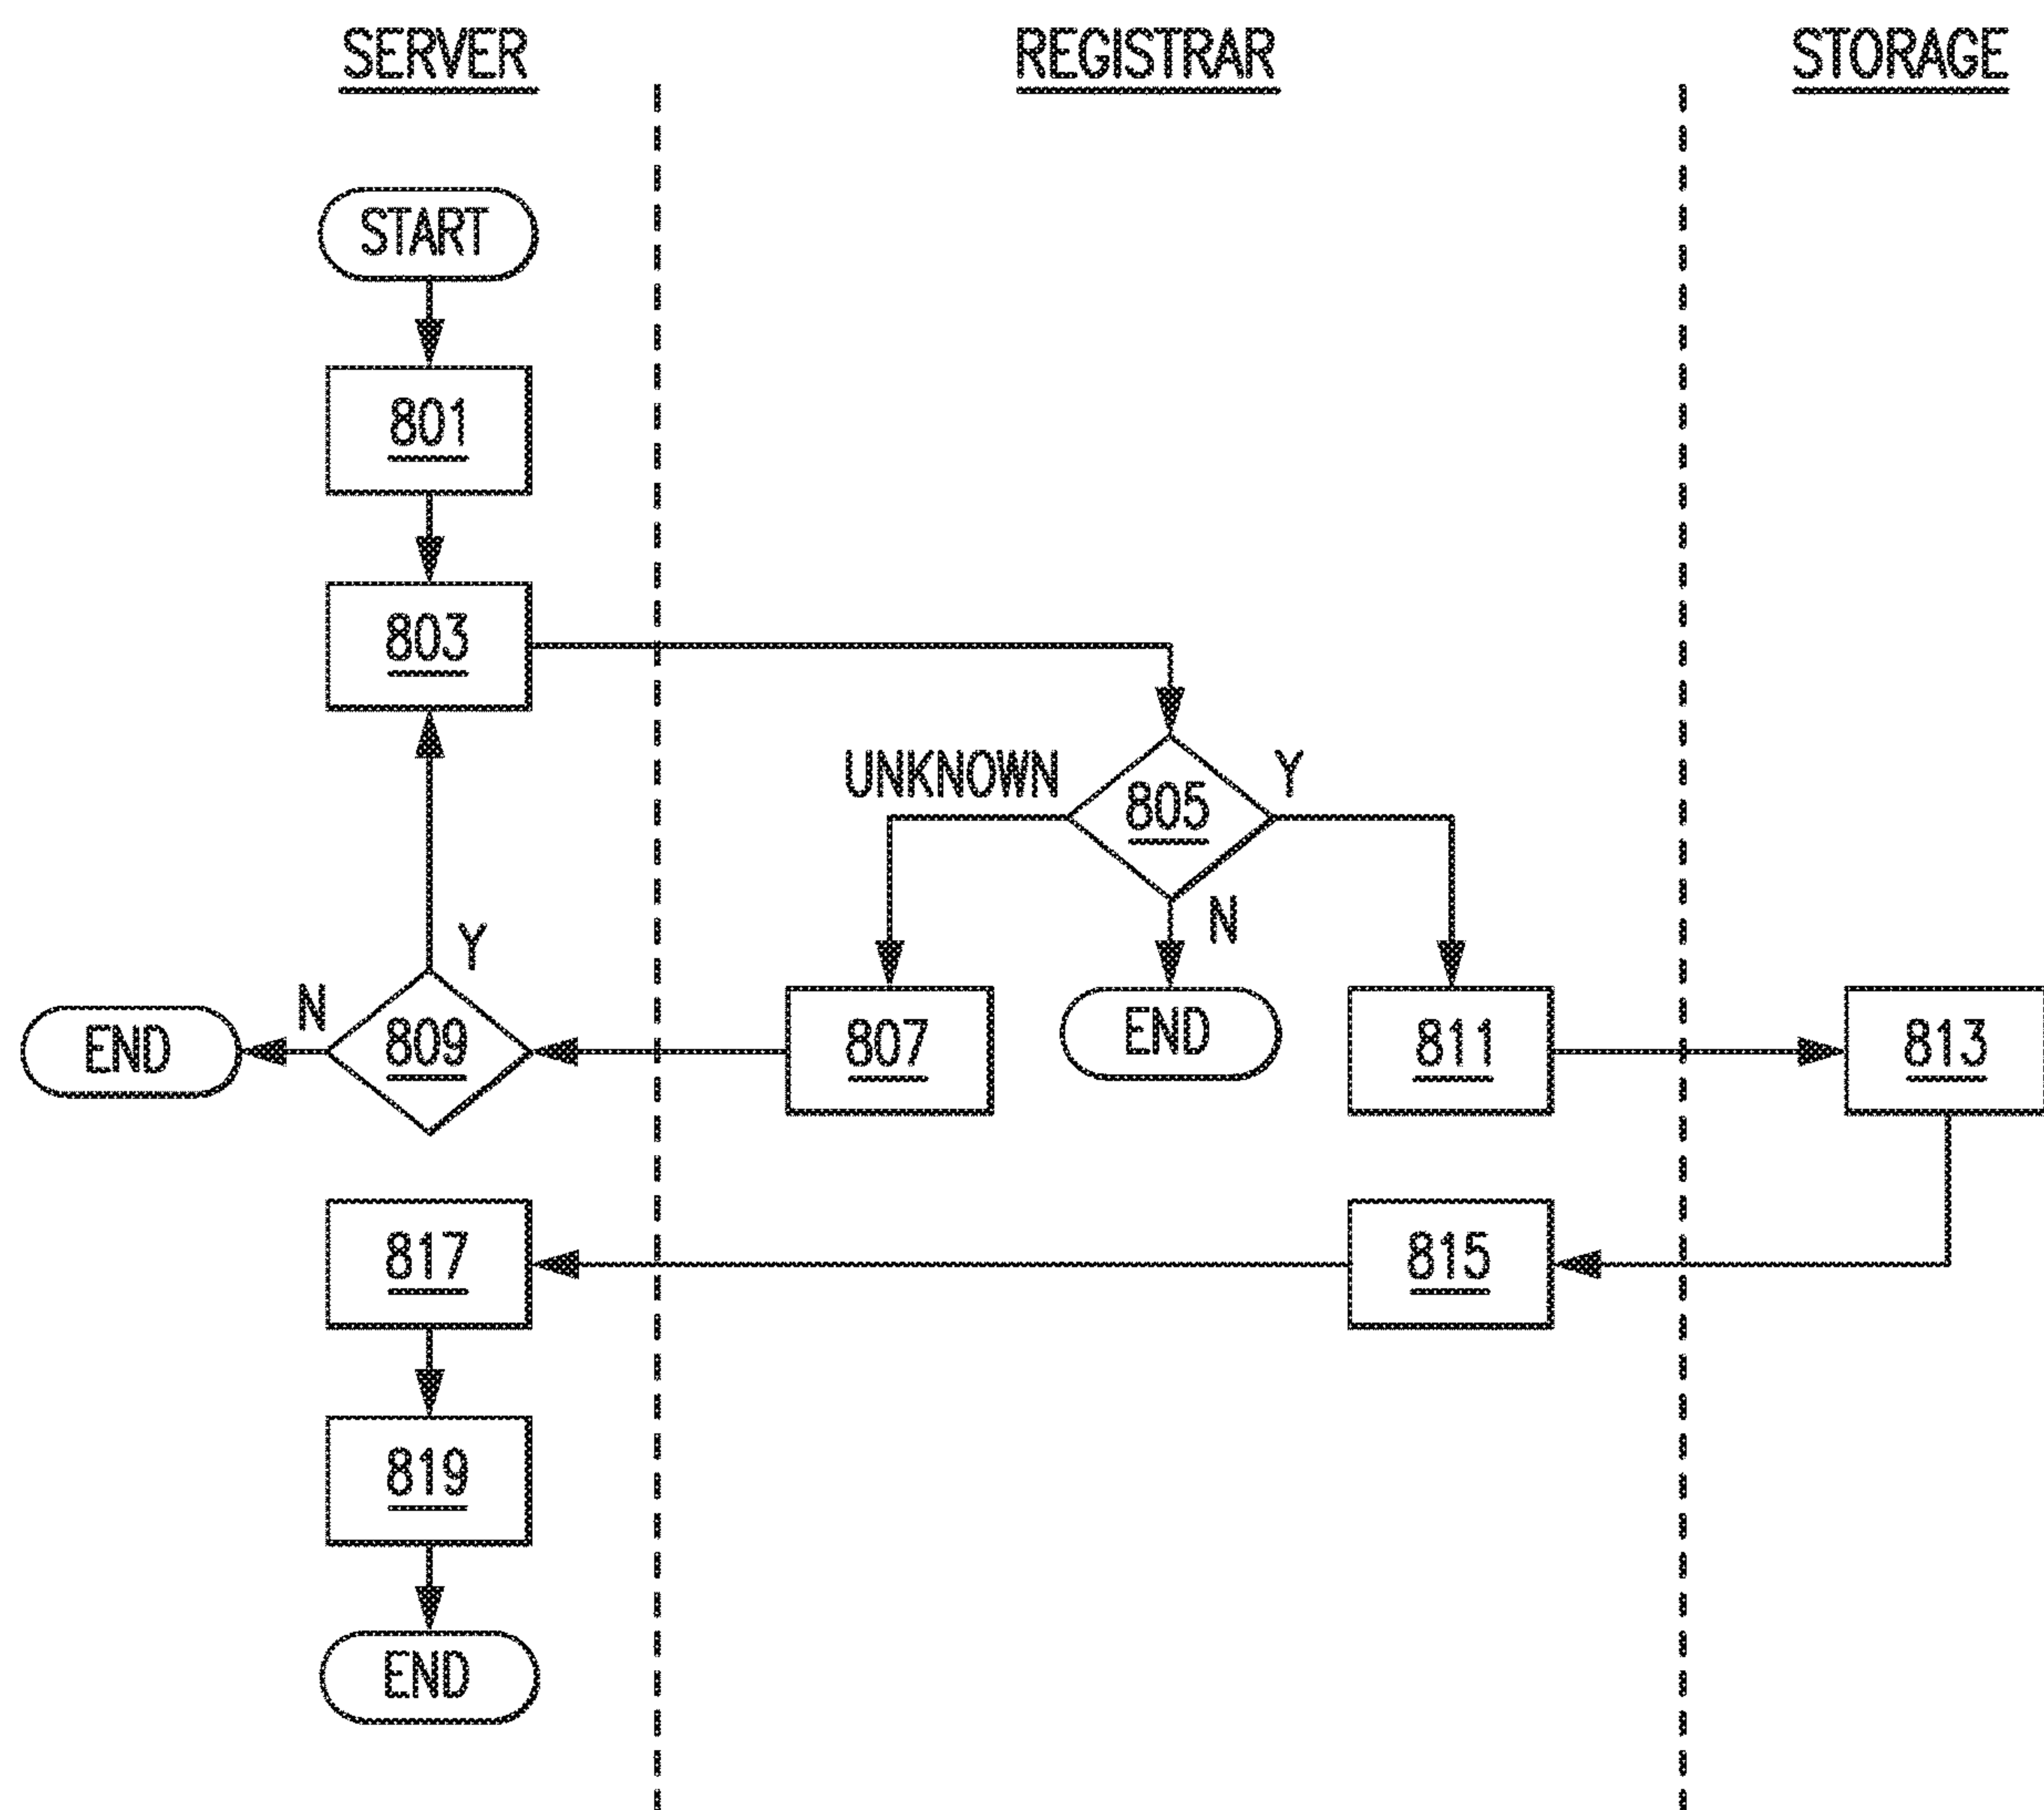 SERVER REGISTRAR STORAGE
START
801
803
UNKNOWN 805 Y
N
Y
N
END 809 807 END 811 813
817 815
819
END